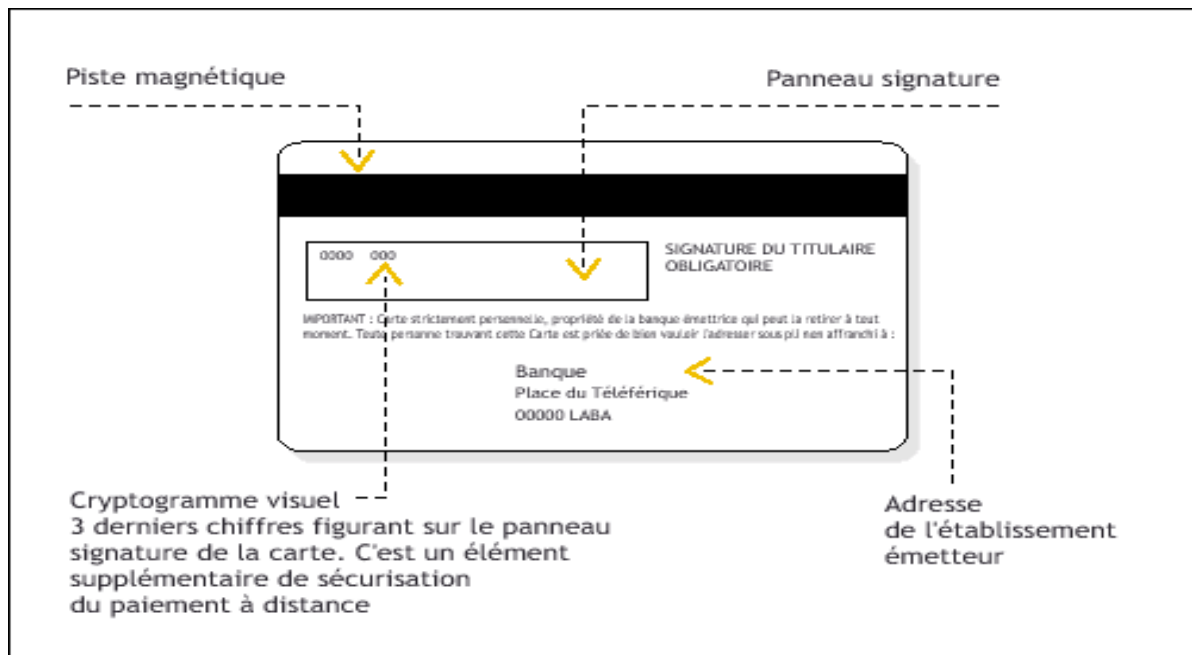 Piste magnétique
Panneau signature
0000 000
SIGNATURE DU TITULAIRE
OBLIGATOIRE
IMPORTANT : Carte strictement personnelle, propriété de la banque émettrice qui peut la retirer à tout
moment. Toute personne trouvant cette Carte est priée de bien vouloir l'adresser sous pli non affranchi à :
Banque
Place du Téléférique
00000 LABA
Cryptogramme visuel
3 derniers chiffres figurant sur le panneau
signature de la carte. C'est un élément
supplémentaire de sécurisation
du paiement à distance
Adresse
de l'établissement
émetteur